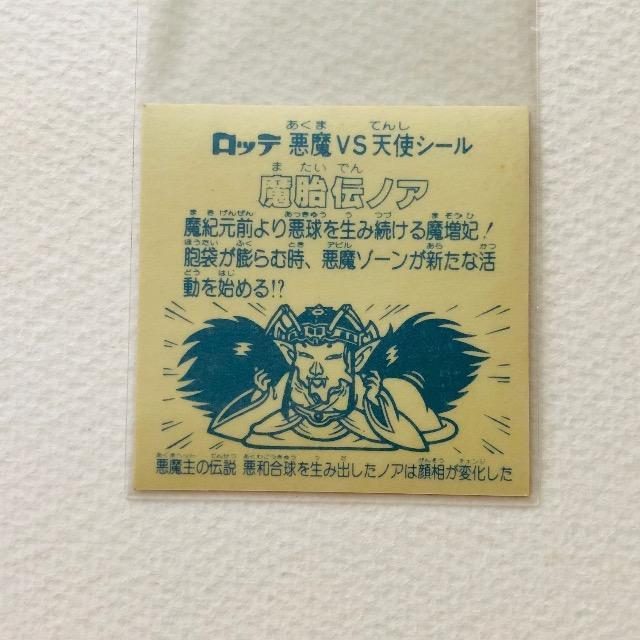 ロッテ 悪魔VS天使シール
魔胎伝ノア
魔紀元前より悪球を生み続ける魔増妃!
胞袋が膨らむ時、悪魔ゾーンが新たな活
動を始める!?
悪魔主の伝説 悪和合球を生み出したノアは顔相が変化した